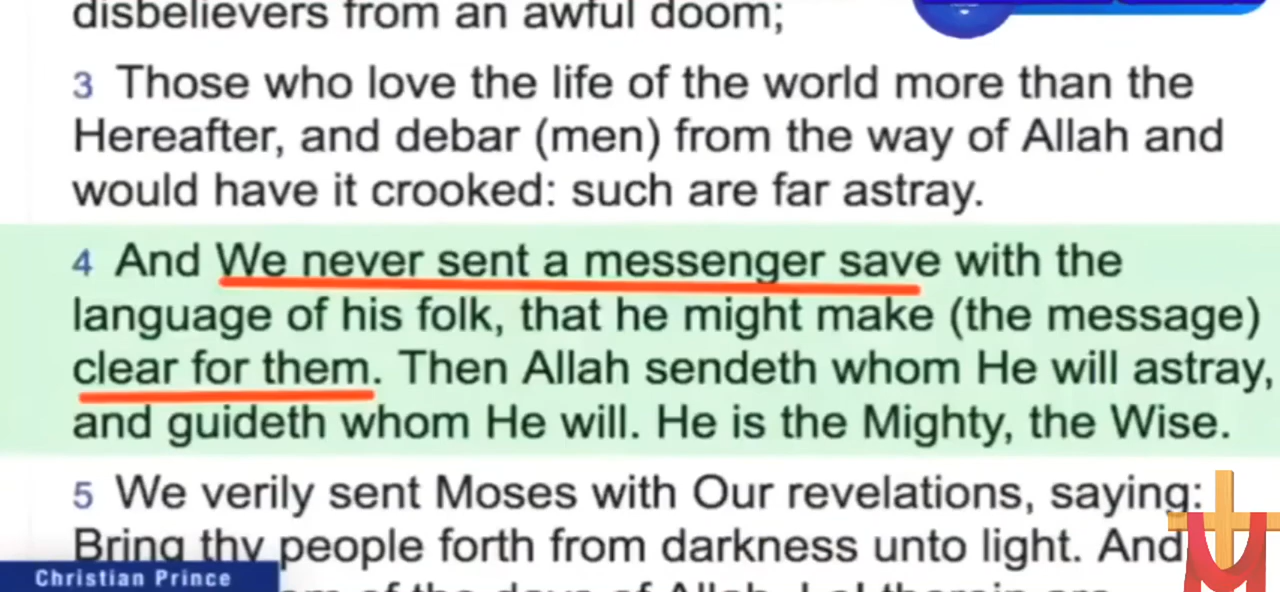 disbelievers from an awful doom;
3 Those who love the life of the world more than the
Hereafter, and debar (men) from the way of Allah and
would have it crooked: such are far astray.
4 And We never sent a messenger save with the
language of his folk, that he might make (the message)
clear for them. Then Allah sendeth whom He will astray,
and guideth whom He will. He is the Mighty, the Wise.
5 We verily sent Moses with Our revelations, saying:
Bring thy people forth from darkness unto light. And
Christian Prince